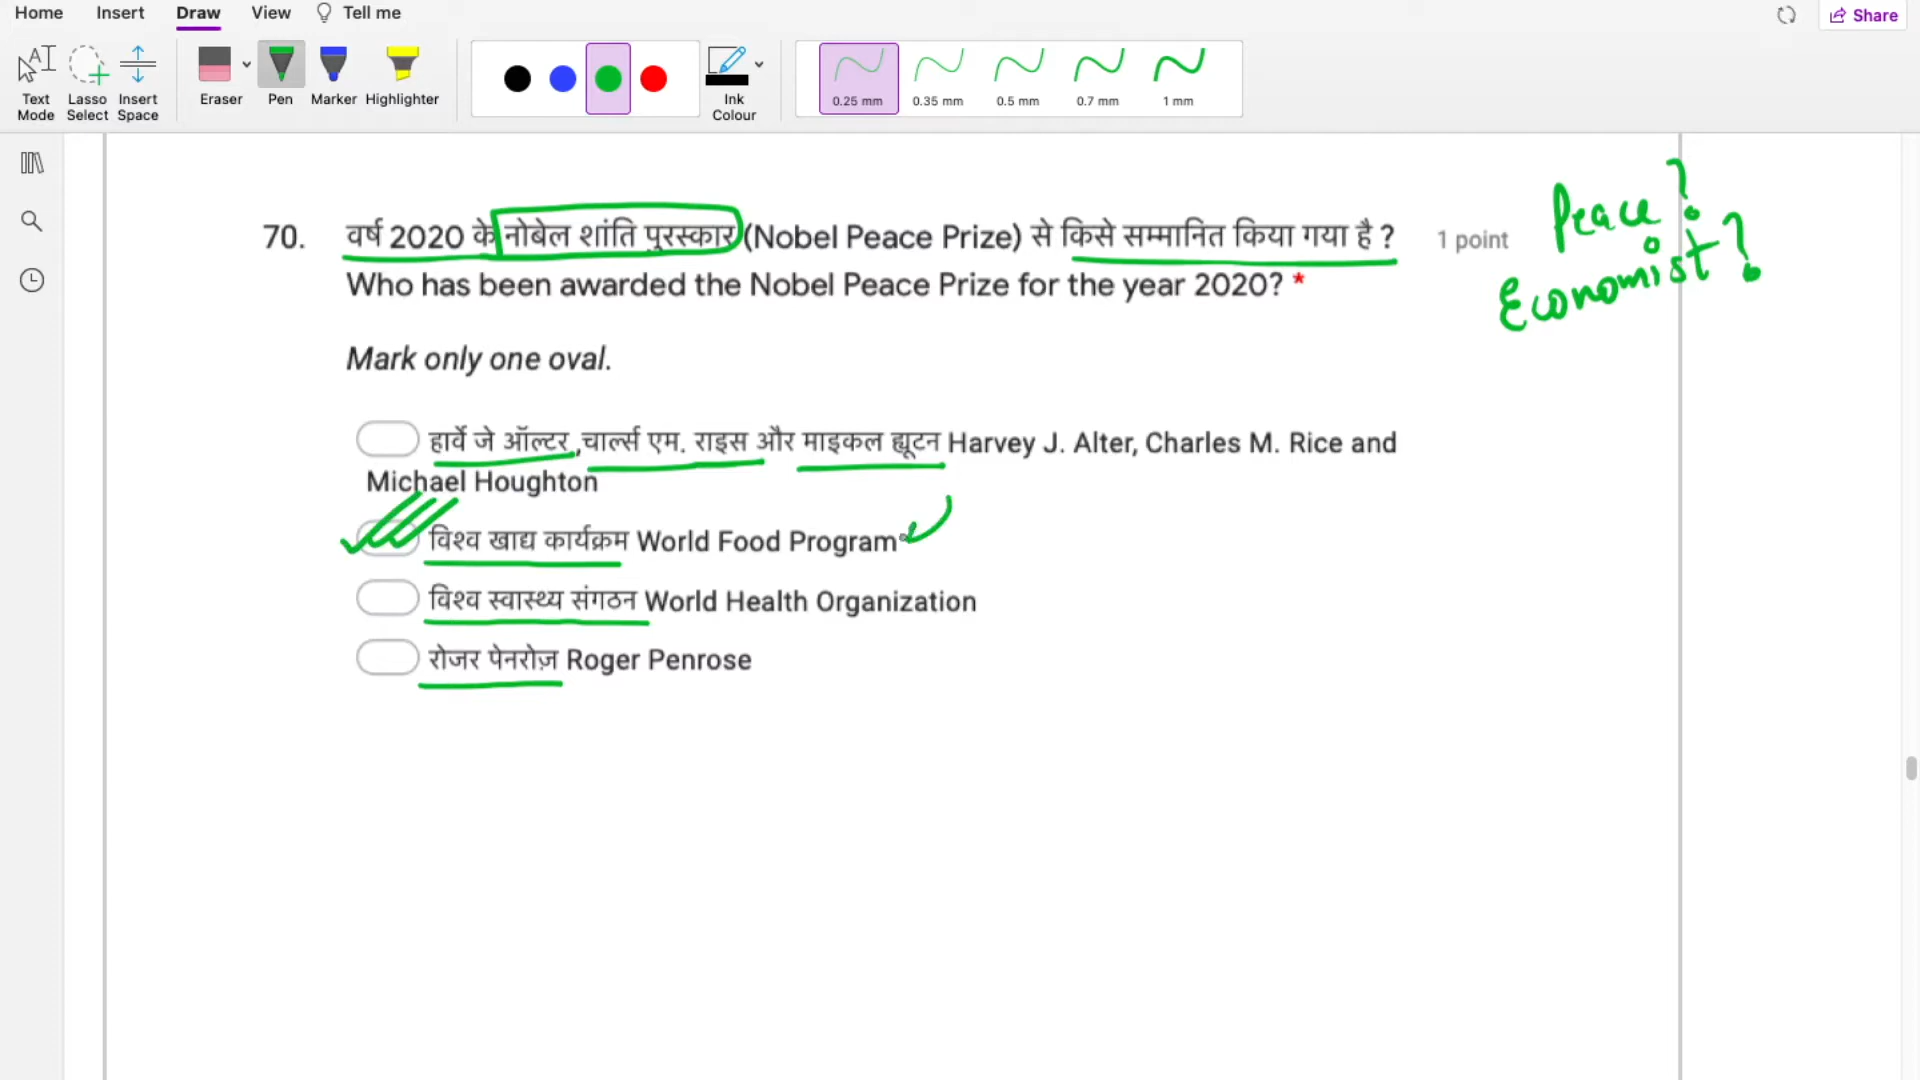 Home Insert Draw View Tell me Share
Text Mode
Lasso Select
Insert Space
Eraser
Pen
Marker
Highlighter
Ink Colour
0.25 mm
0.35 mm
0.5 mm
0.7 mm
1 mm
70. वर्ष 2020 के नोबेल शांति पुरस्कार (Nobel Peace Prize) से किसे सम्मानित किया गया है ? 1 point
Who has been awarded the Nobel Peace Prize for the year 2020? *
Peace?
Economist?
Mark only one oval.
हार्वे जे ऑल्टर ,चार्ल्स एम. राइस और माइकल ह्यूटन Harvey J. Alter, Charles M. Rice and
Michael Houghton
विश्व खाद्य कार्यक्रम World Food Program
विश्व स्वास्थ्य संगठन World Health Organization
रोजर पेनरोज़ Roger Penrose